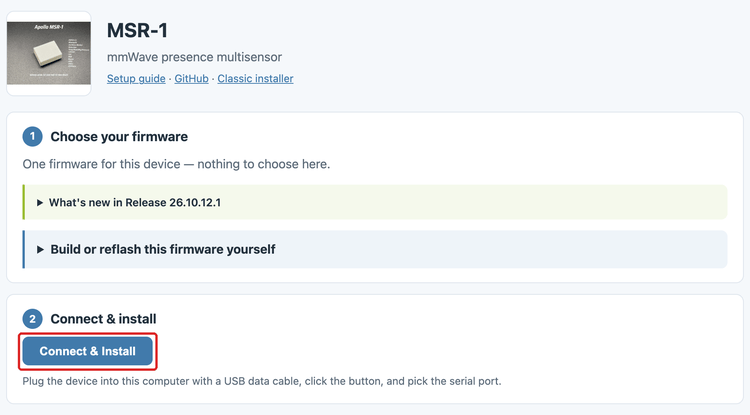 Apollo MSR-1
MSR-1
mmWave presence multisensor
Setup guide · GitHub · Classic installer
1 Choose your firmware
One firmware for this device — nothing to choose here.
▶ What's new in Release 26.10.12.1
▶ Build or reflash this firmware yourself
2 Connect & install
Connect & Install
Plug the device into this computer with a USB data cable, click the button, and pick the serial port.